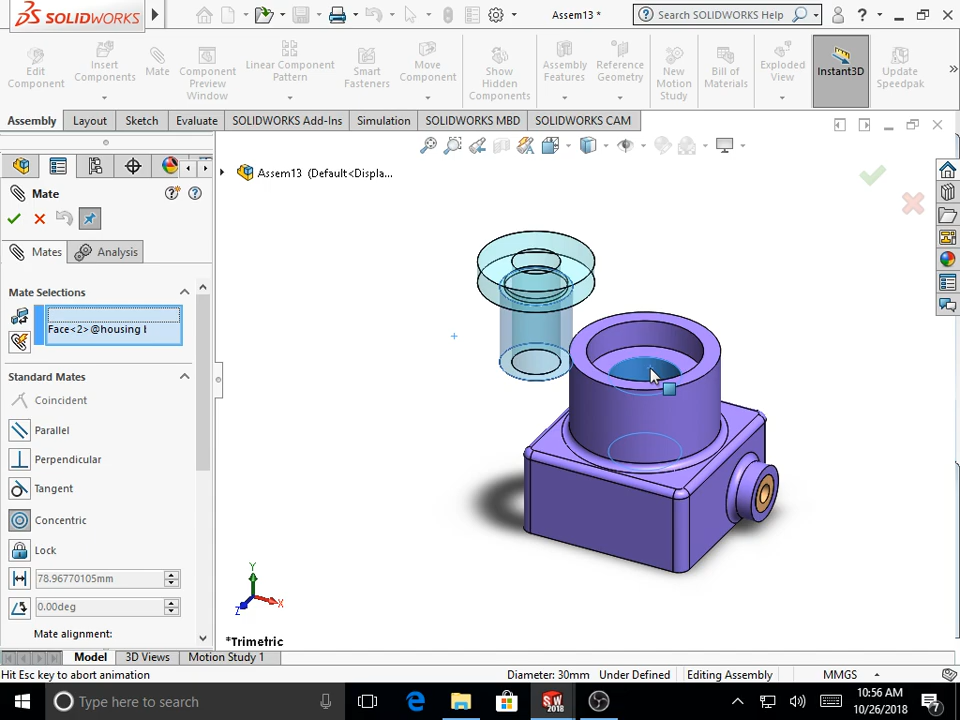 SOLIDWORKS
Assem13 *
Search SOLIDWORKS Help
Edit
Component
Insert
Components
Mate
Component
Preview
Window
Linear Component
Pattern
Smart
Fasteners
Move
Component
Show
Hidden
Components
Assembly
Features
Reference
Geometry
New
Motion
Study
Bill of
Materials
Exploded
View
Instant3D
Update
Speedpak
Assembly
Layout
Sketch
Evaluate
SOLIDWORKS Add-Ins
Simulation
SOLIDWORKS MBD
SOLIDWORKS CAM
Assem13 (Default<Displa...
Mate
Mates
Analysis
Mate Selections
Face<2>@housing
Standard Mates
Coincident
Parallel
Perpendicular
Tangent
Concentric
Lock
78.96770105mm
0.00deg
Mate alignment:
Y
X
Z
*Trimetric
Model
3D Views
Motion Study 1
Hit Esc key to abort animation
Diameter: 30mm
Under Defined
Editing Assembly
MMGS
Type here to search
SW
2018
10:56 AM
10/26/2018
7